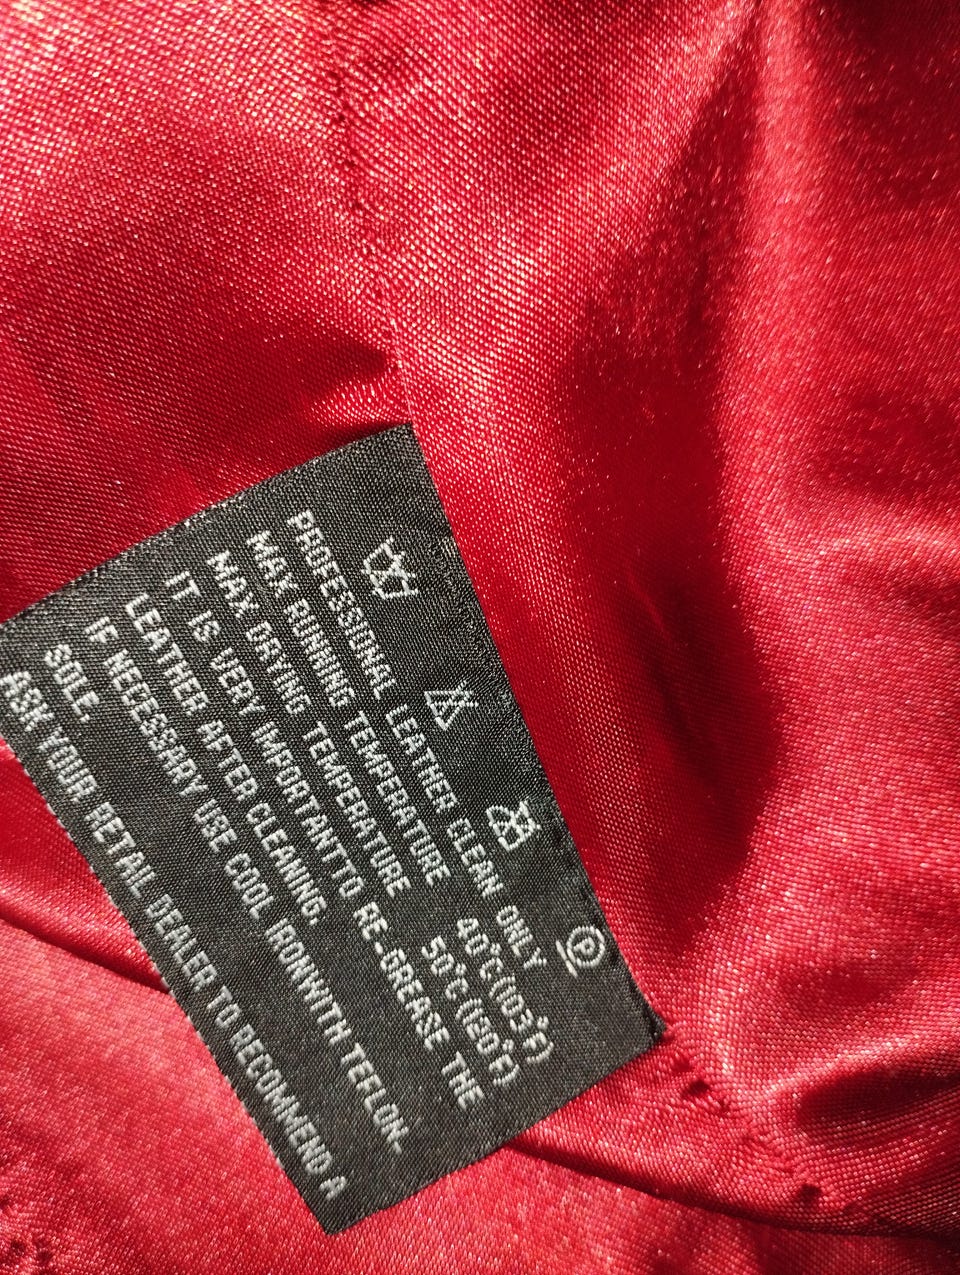 P
PROFESSIONAL LEATHER CLEAN ONLY
MAX RUNNING TEMPERATURE 40°C(103°F)
MAX DRYING TEMPERATURE 50°C(120°F)
IT IS VERY IMPORTANTTO RE-GREASE THE
LEATHER AFTER CLEANING.
IF NECESSARY USE COOL IRONWITH TEFLON
SOLE.
ASK YOUR RETAIL DEALER TO RECOMMEND A